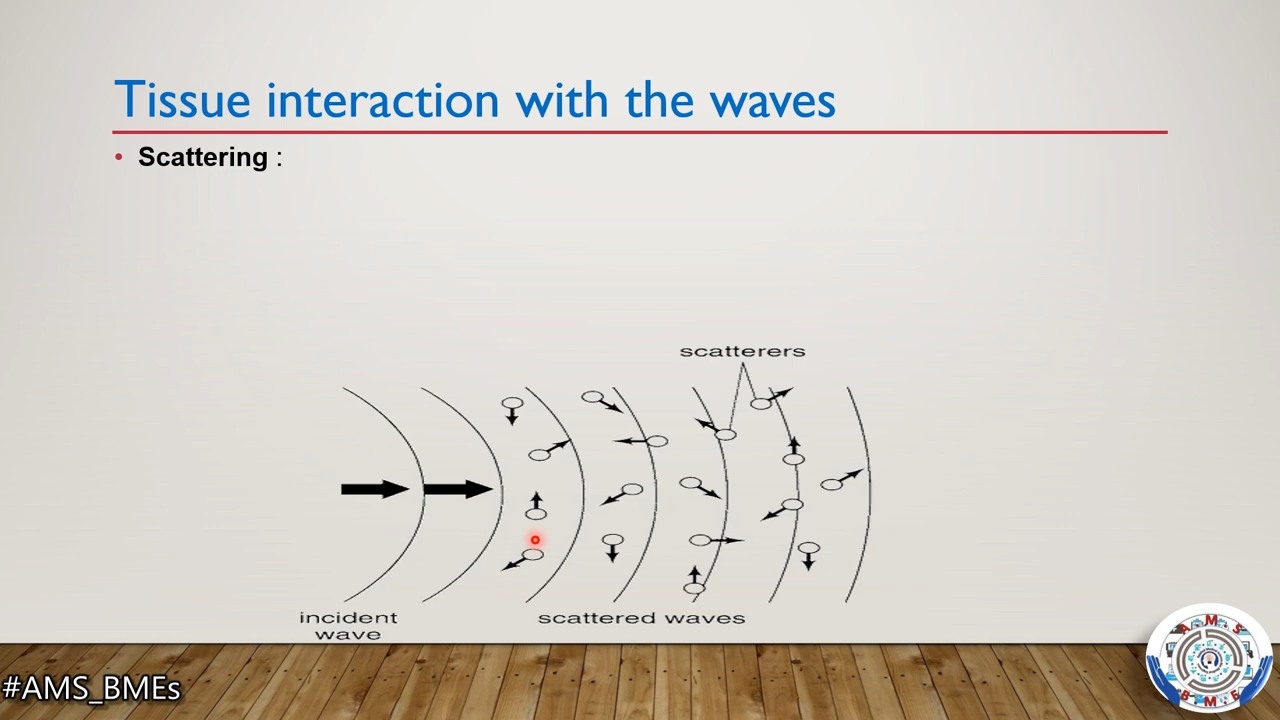 Tissue interaction with the waves
• Scattering :
scatterers
incident
wave
scattered waves
#AMS_BMEs
A M S
B M E